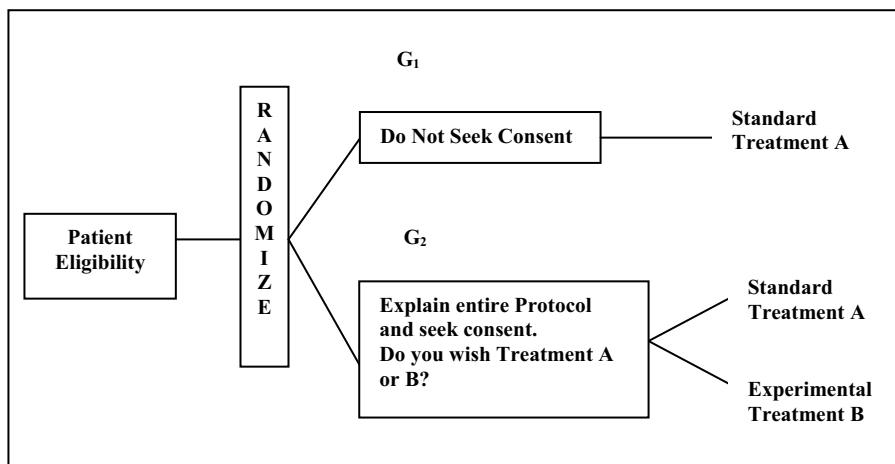 G₁
R
A
N
D
O
M
I
Z
E
Do Not Seek Consent
Standard
Treatment A
Patient
Eligibility
G₂
Explain entire Protocol
and seek consent.
Do you wish Treatment A
or B?
Standard
Treatment A
Experimental
Treatment B